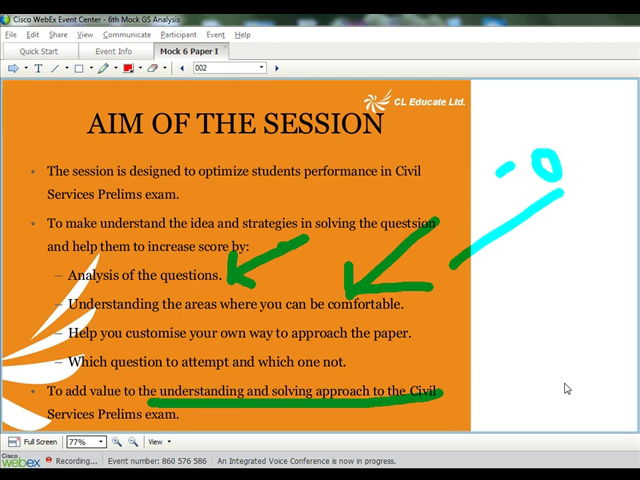 Cisco WebEx Event Center - 6th Mock GS Analysis
File Edit Share View Communicate Participant Event Help
Quick Start Event Info Mock 6 Paper I
T 002
CL Educate Ltd.
AIM OF THE SESSION
• The session is designed to optimize students performance in Civil
Services Prelims exam.
• To make understand the idea and strategies in solving the questsion
and help them to increase score by:
– Analysis of the questions.
– Understanding the areas where you can be comfortable.
– Help you customise your own way to approach the paper.
– Which question to attempt and which one not.
• To add value to the understanding and solving approach to the Civil
Services Prelims exam.
Full Screen 77% View
Cisco webex Recording... Event number: 860 576 586 An Integrated Voice Conference is now in progress.